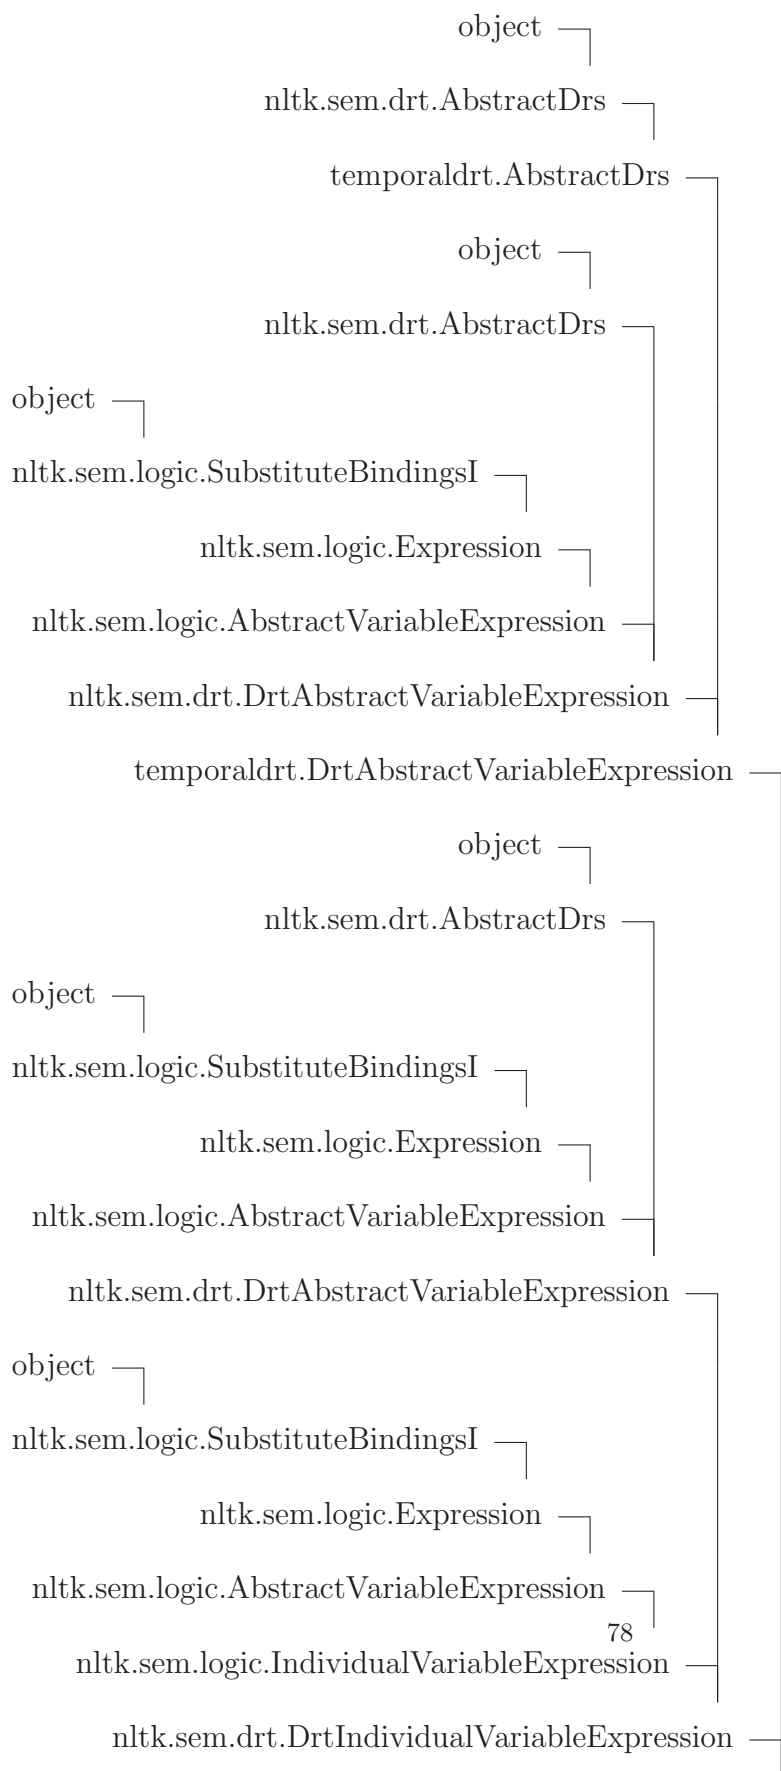 object
nltk.sem.drt.AbstractDrs
temporaldrt.AbstractDrs
object
nltk.sem.drt.AbstractDrs
object
nltk.sem.logic.SubstituteBindingsI
nltk.sem.logic.Expression
nltk.sem.logic.AbstractVariableExpression
nltk.sem.drt.DrtAbstractVariableExpression
temporaldrt.DrtAbstractVariableExpression
object
nltk.sem.drt.AbstractDrs
object
nltk.sem.logic.SubstituteBindingsI
nltk.sem.logic.Expression
nltk.sem.logic.AbstractVariableExpression
nltk.sem.drt.DrtAbstractVariableExpression
object
nltk.sem.logic.SubstituteBindingsI
nltk.sem.logic.Expression
nltk.sem.logic.AbstractVariableExpression
78
nltk.sem.logic.IndividualVariableExpression
nltk.sem.drt.DrtIndividualVariableExpression